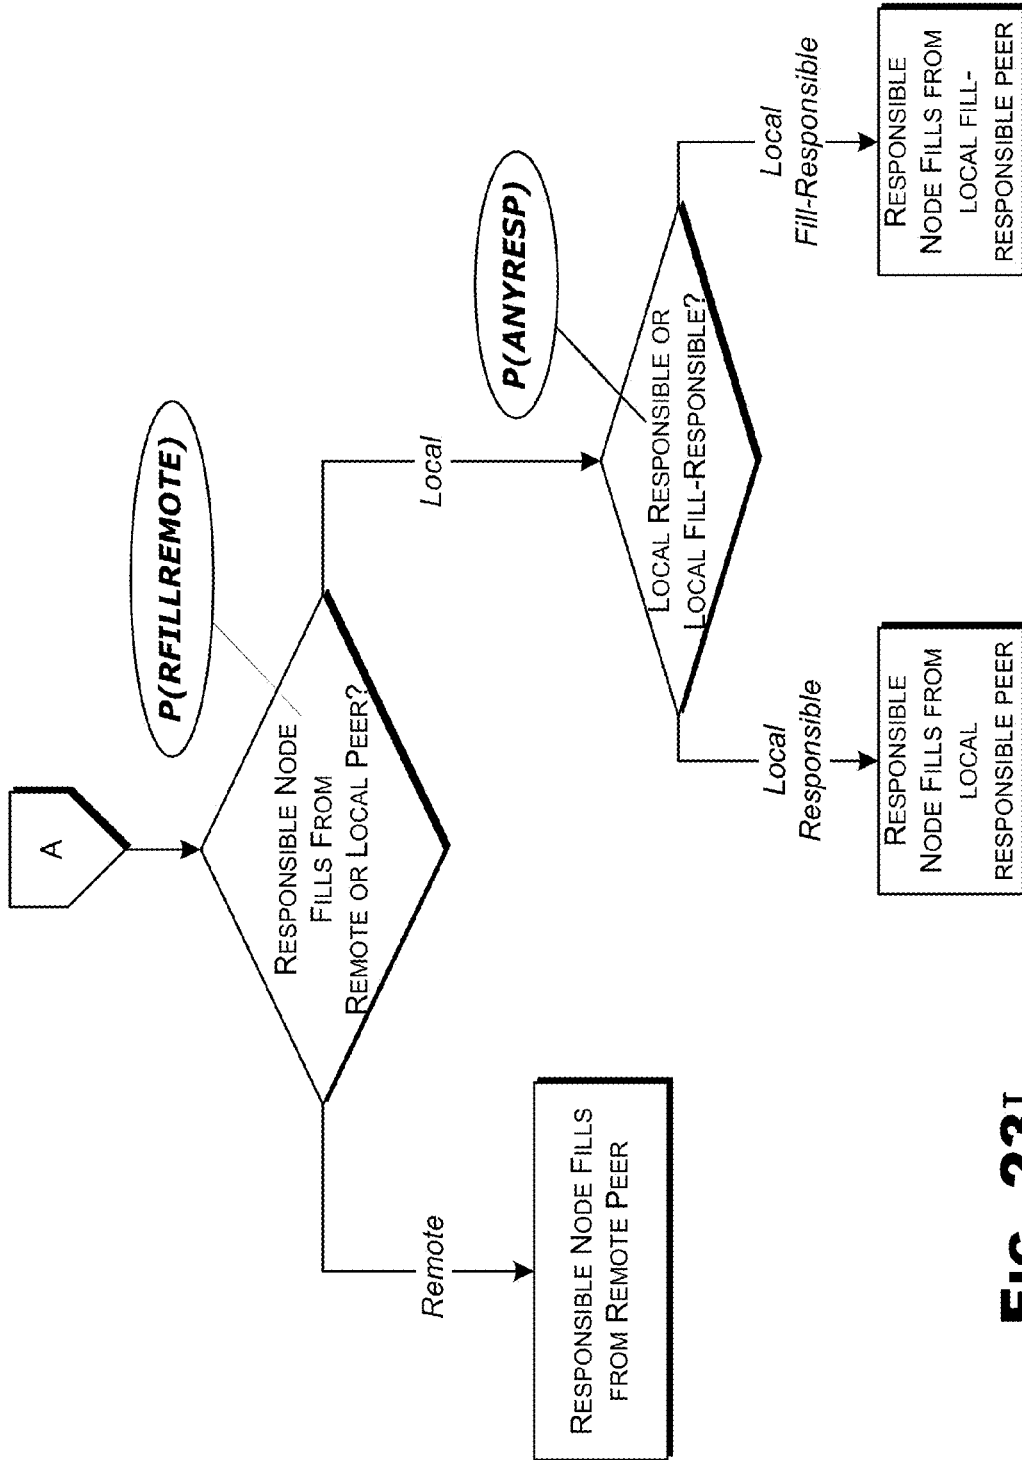 A
P(RFILLREMOTE)
RESPONSIBLE NODE
FILLS FROM
REMOTE OR LOCAL PEER?
Remote
Local
RESPONSIBLE NODE FILLS
FROM REMOTE PEER
P(ANYRESP)
LOCAL RESPONSIBLE OR
LOCAL FILL-RESPONSIBLE?
Local
Responsible
Local
Fill-Responsible
RESPONSIBLE
NODE FILLS FROM
LOCAL
RESPONSIBLE PEER
RESPONSIBLE
NODE FILLS FROM
LOCAL FILL-
RESPONSIBLE PEER
FIG. 23I